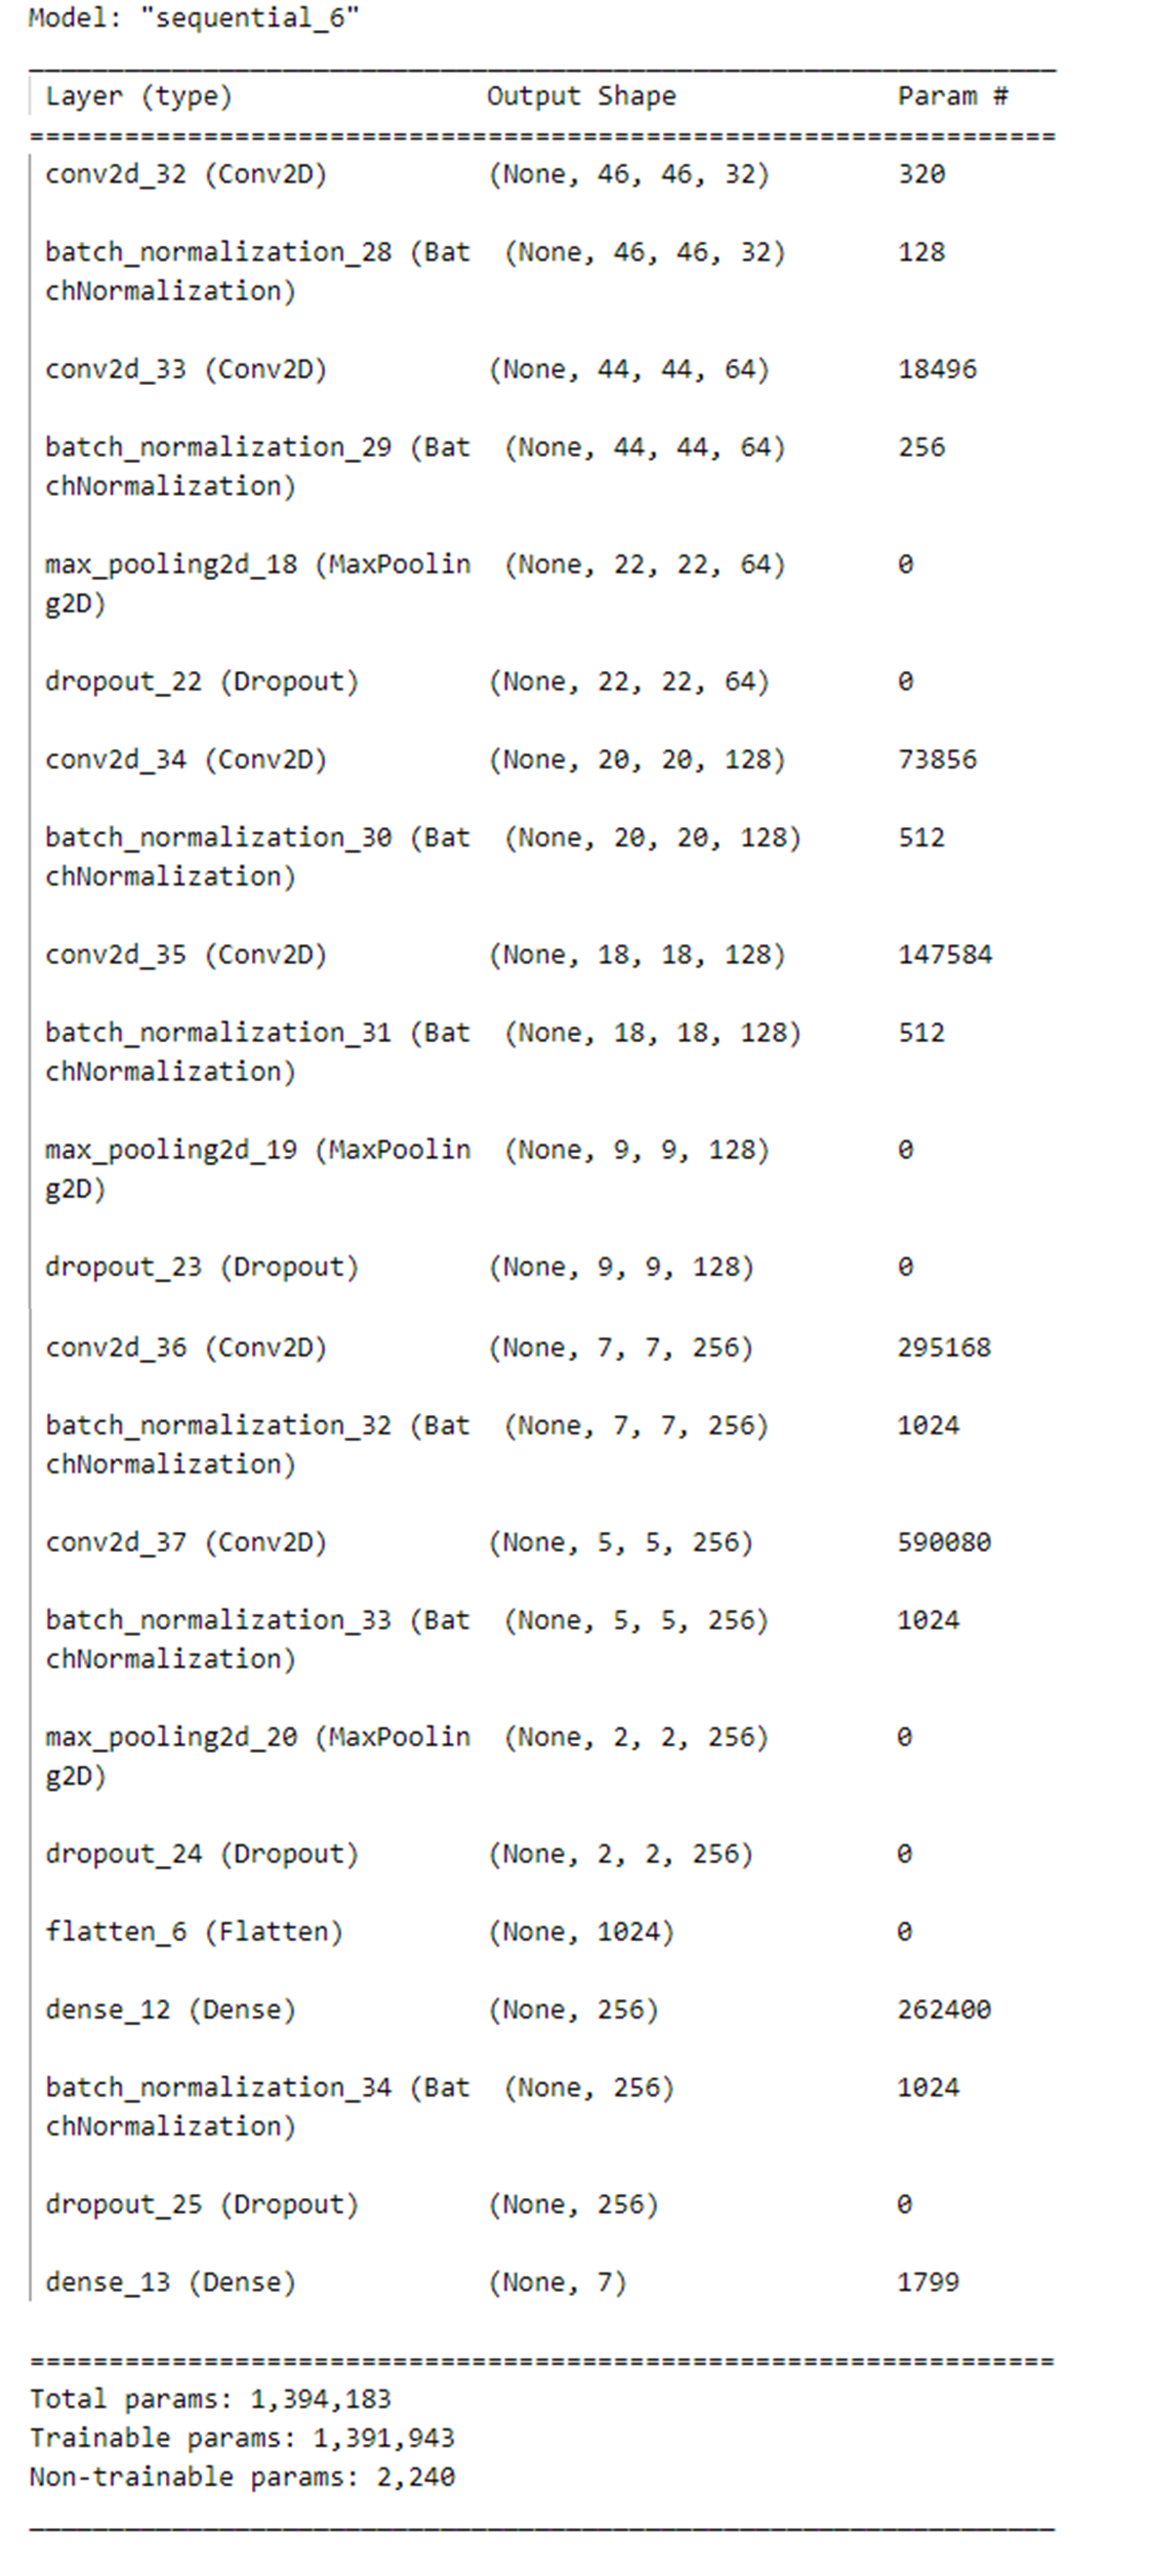 Model: "sequential_6"
_________________________________________________________________
Layer (type)                Output Shape              Param #
=================================================================
conv2d_32 (Conv2D)          (None, 46, 46, 32)        320
batch_normalization_28 (Bat  (None, 46, 46, 32)       128
chNormalization)
conv2d_33 (Conv2D)          (None, 44, 44, 64)        18496
batch_normalization_29 (Bat  (None, 44, 44, 64)       256
chNormalization)
max_pooling2d_18 (MaxPoolin  (None, 22, 22, 64)       0
g2D)
dropout_22 (Dropout)        (None, 22, 22, 64)        0
conv2d_34 (Conv2D)          (None, 20, 20, 128)       73856
batch_normalization_30 (Bat  (None, 20, 20, 128)      512
chNormalization)
conv2d_35 (Conv2D)          (None, 18, 18, 128)       147584
batch_normalization_31 (Bat  (None, 18, 18, 128)      512
chNormalization)
max_pooling2d_19 (MaxPoolin  (None, 9, 9, 128)        0
g2D)
dropout_23 (Dropout)        (None, 9, 9, 128)         0
conv2d_36 (Conv2D)          (None, 7, 7, 256)         295168
batch_normalization_32 (Bat  (None, 7, 7, 256)        1024
chNormalization)
conv2d_37 (Conv2D)          (None, 5, 5, 256)         590080
batch_normalization_33 (Bat  (None, 5, 5, 256)        1024
chNormalization)
max_pooling2d_20 (MaxPoolin  (None, 2, 2, 256)        0
g2D)
dropout_24 (Dropout)        (None, 2, 2, 256)         0
flatten_6 (Flatten)         (None, 1024)              0
dense_12 (Dense)            (None, 256)               262400
batch_normalization_34 (Bat  (None, 256)              1024
chNormalization)
dropout_25 (Dropout)        (None, 256)               0
dense_13 (Dense)            (None, 7)                 1799
=================================================================
Total params: 1,394,183
Trainable params: 1,391,943
Non-trainable params: 2,240
_________________________________________________________________